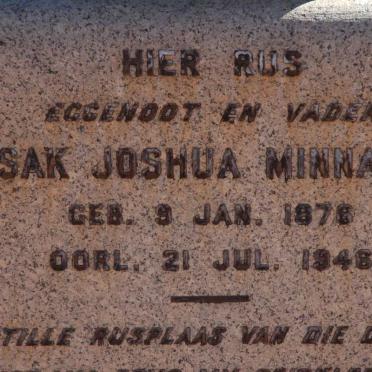 HIER RUS
EGGENOOT EN VADER
SAK JOSHUA MINNA
GEB. 9 JAN. 1876
OORL. 21 JUL. 1946
TILLE RUSPLAAS VAN DIE D